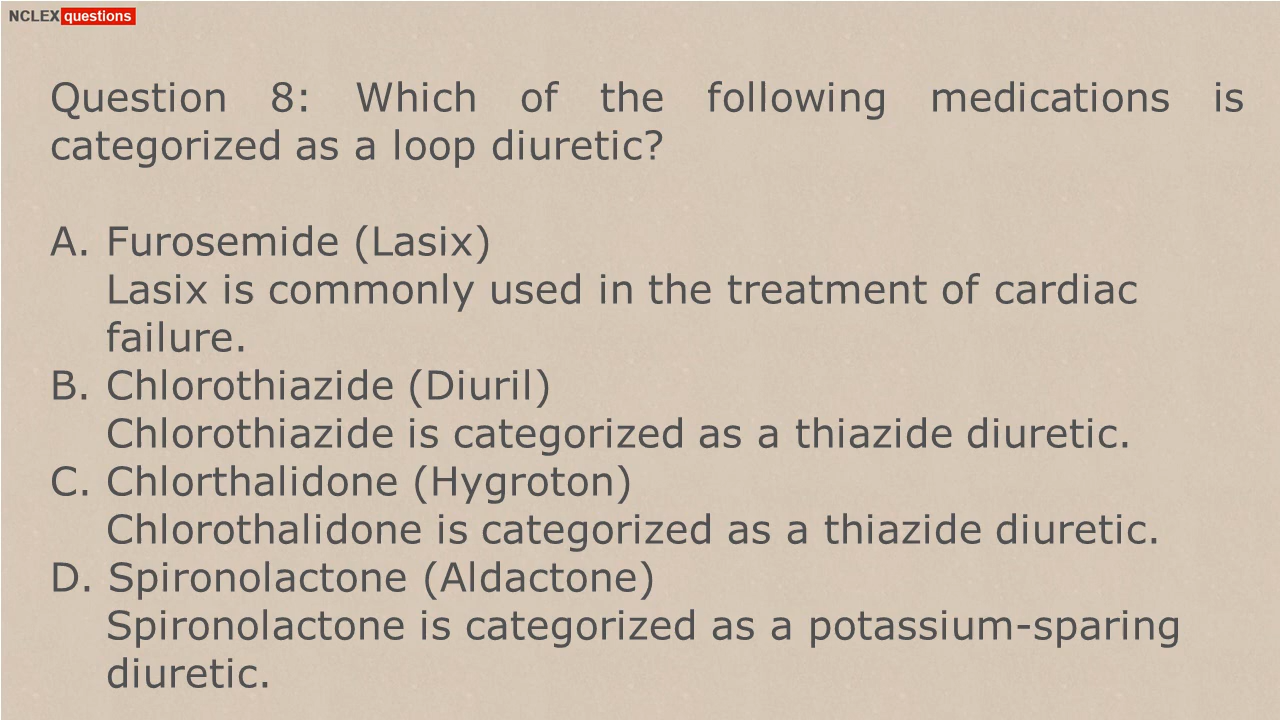 NCLEX questions
Question 8: Which of the following medications is
categorized as a loop diuretic?
A. Furosemide (Lasix)
Lasix is commonly used in the treatment of cardiac
failure.
B. Chlorothiazide (Diuril)
Chlorothiazide is categorized as a thiazide diuretic.
C. Chlorthalidone (Hygroton)
Chlorothalidone is categorized as a thiazide diuretic.
D. Spironolactone (Aldactone)
Spironolactone is categorized as a potassium-sparing
diuretic.